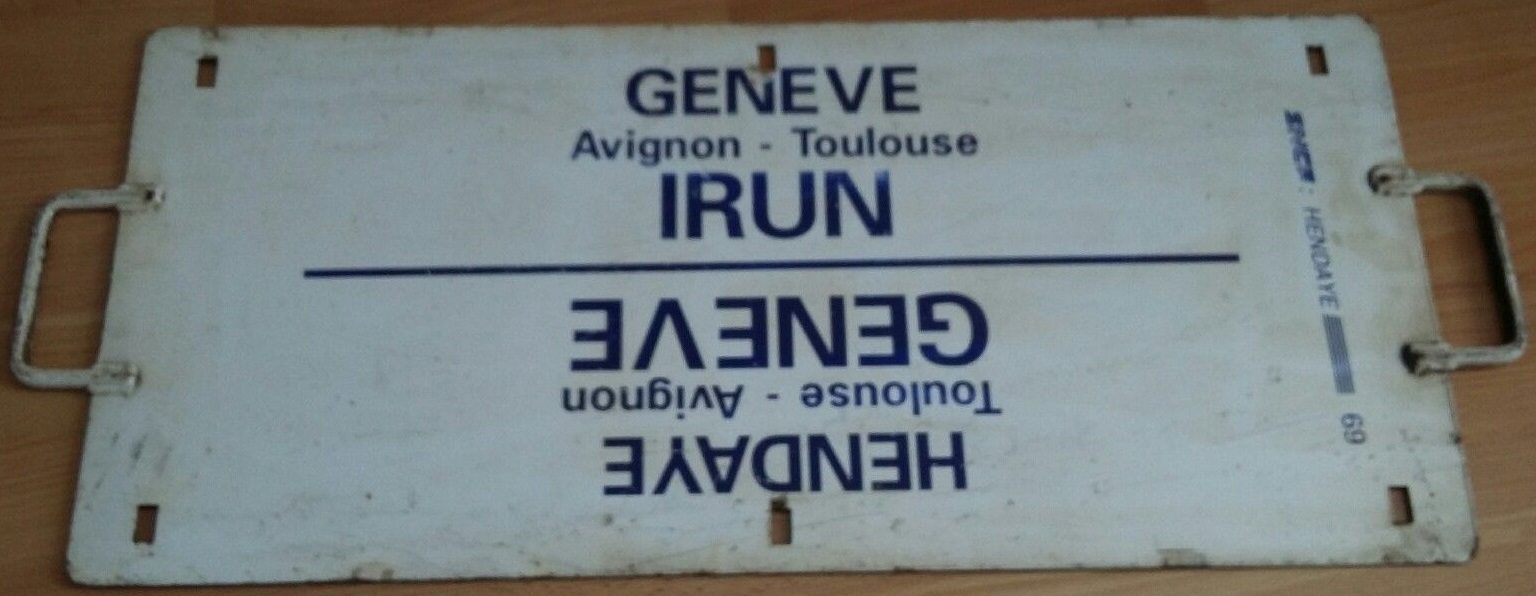 GENEVE
Avignon - Toulouse
IRUN
HENDAYE
Toulouse - Avignon
GENEVE
SNCF : HENDAYE 69